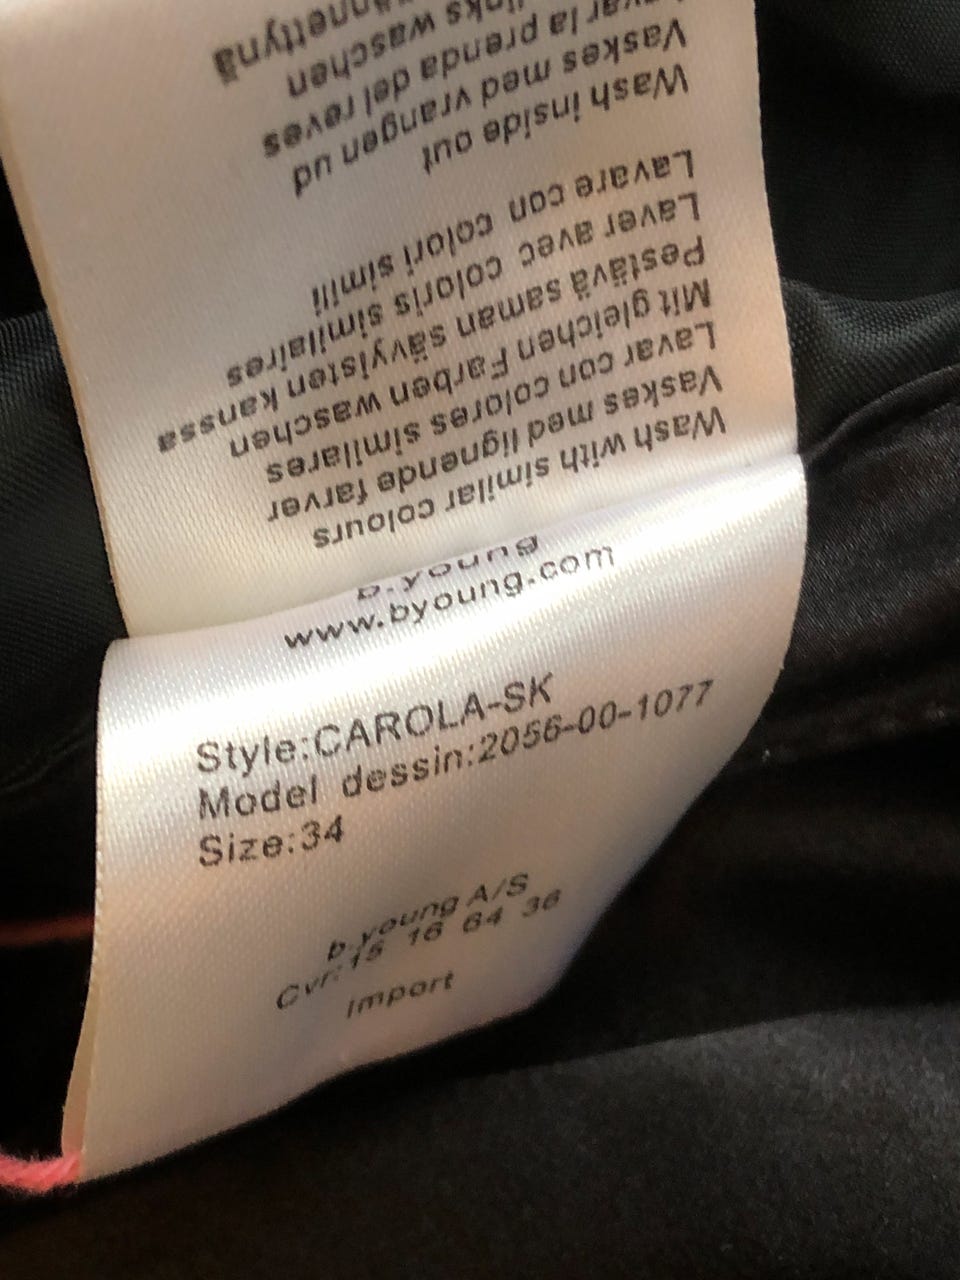 b.young
www.byoung.com
Style:CAROLA-SK
Model dessin:2056-00-1077
Size:34
b.young A/S
Cvr:15 16 64 36
Import
Wash with similar colours
Vaskes med lignende farver
Lavar con colores similares
Mit gleichen Farben waschen
Pestävä saman sävyisten kanssa
Laver avec coloris similaires
Lavare con colori simili
Wash inside out
Vaskes med vrangen ud
Lavar la prenda del reves
links waschen